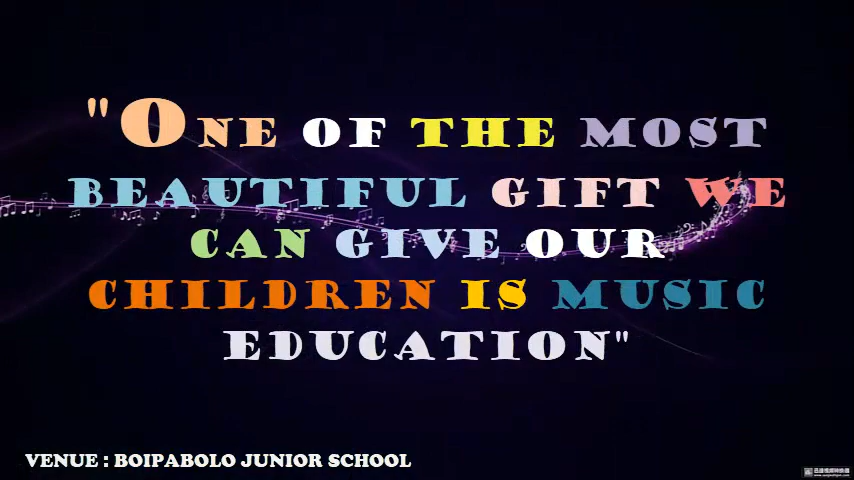 "ONE OF THE MOST
BEAUTIFUL GIFT WE
CAN GIVE OUR
CHILDREN IS MUSIC
EDUCATION"
VENUE : BOIPABOLO JUNIOR SCHOOL